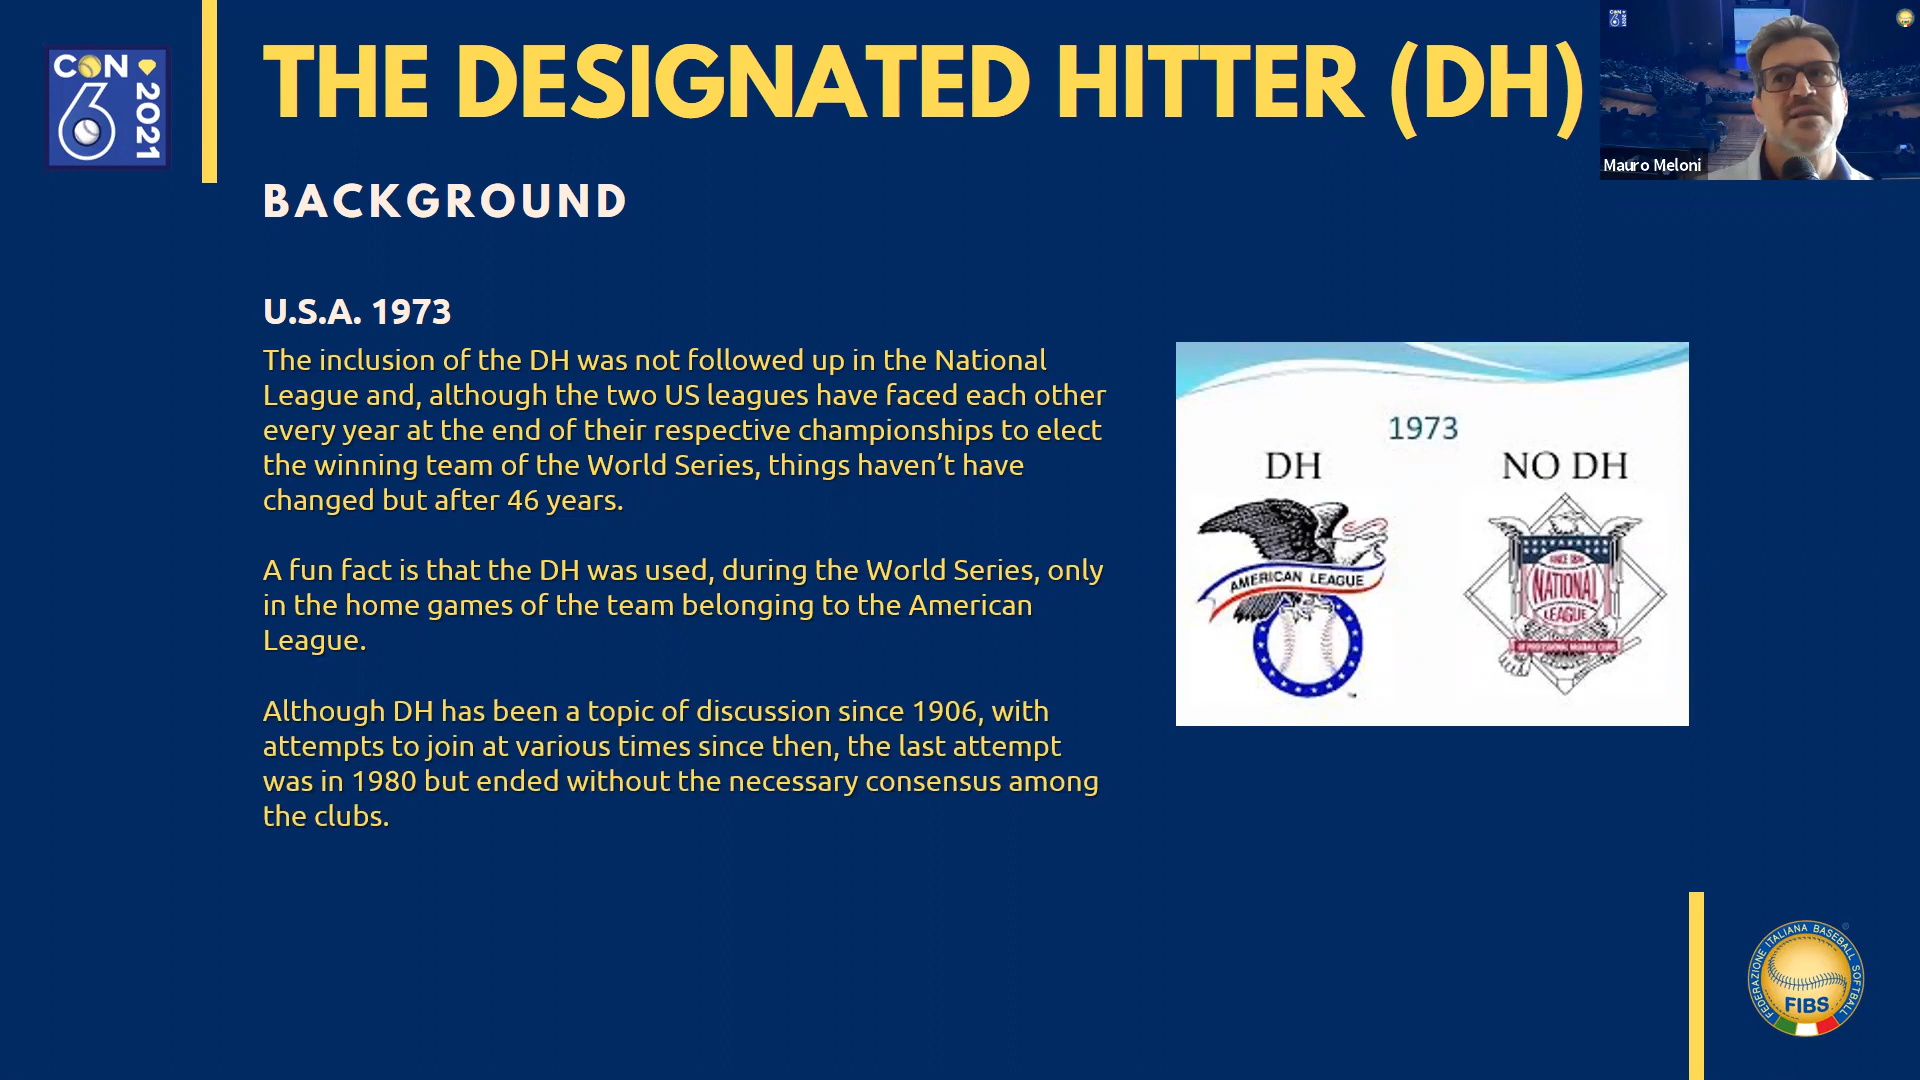 CON
6
2021
THE DESIGNATED HITTER (DH)
Mauro Meloni
BACKGROUND
U.S.A. 1973
The inclusion of the DH was not followed up in the National
League and, although the two US leagues have faced each other
every year at the end of their respective championships to elect
the winning team of the World Series, things haven’t have
changed but after 46 years.
A fun fact is that the DH was used, during the World Series, only
in the home games of the team belonging to the American
League.
Although DH has been a topic of discussion since 1906, with
attempts to join at various times since then, the last attempt
was in 1980 but ended without the necessary consensus among
the clubs.
1973
DH
NO DH
AMERICAN LEAGUE
SINCE 1876
NATIONAL
LEAGUE
OF PROFESSIONAL BASEBALL CLUBS
FEDERAZIONE ITALIANA BASEBALL SOFTBALL
FIBS